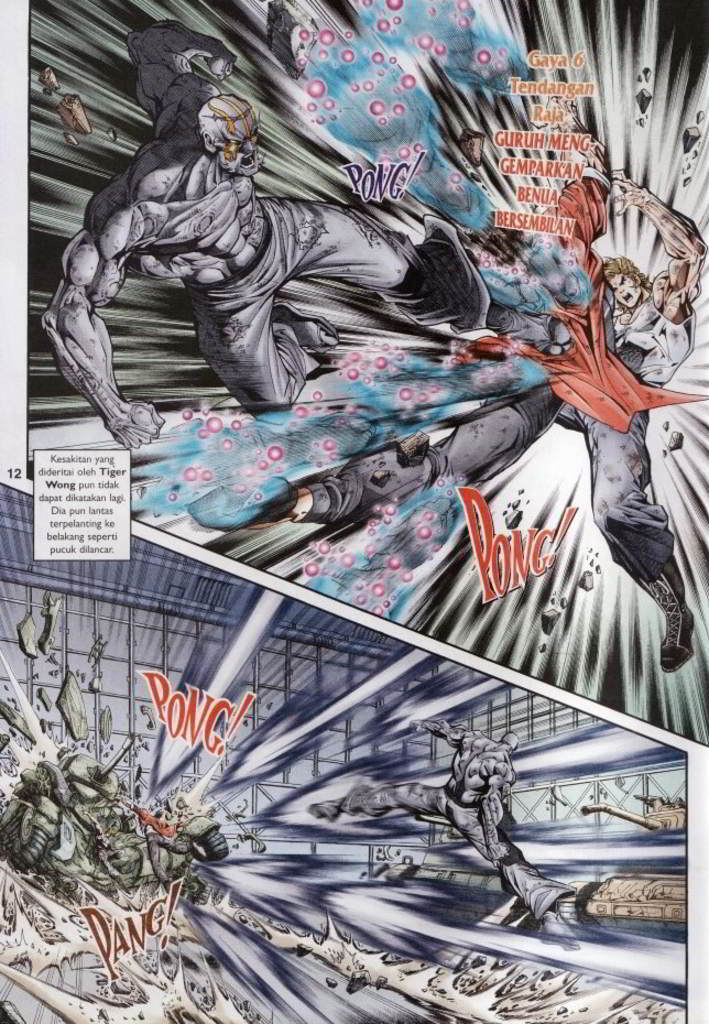 Gaya 6
Tendangan
Raja
GURUH MENG-
GEMPARKAN
BENUA
BERSEMBILAN
PONG!
12
Kesakitan yang
dideritai oleh Tiger
Wong pun tidak
dapat dikatakan lagi.
Dia pun lantas
terpelanting ke
belakang seperti
pucuk dilancar.
PONG!
PONG!
PANG!